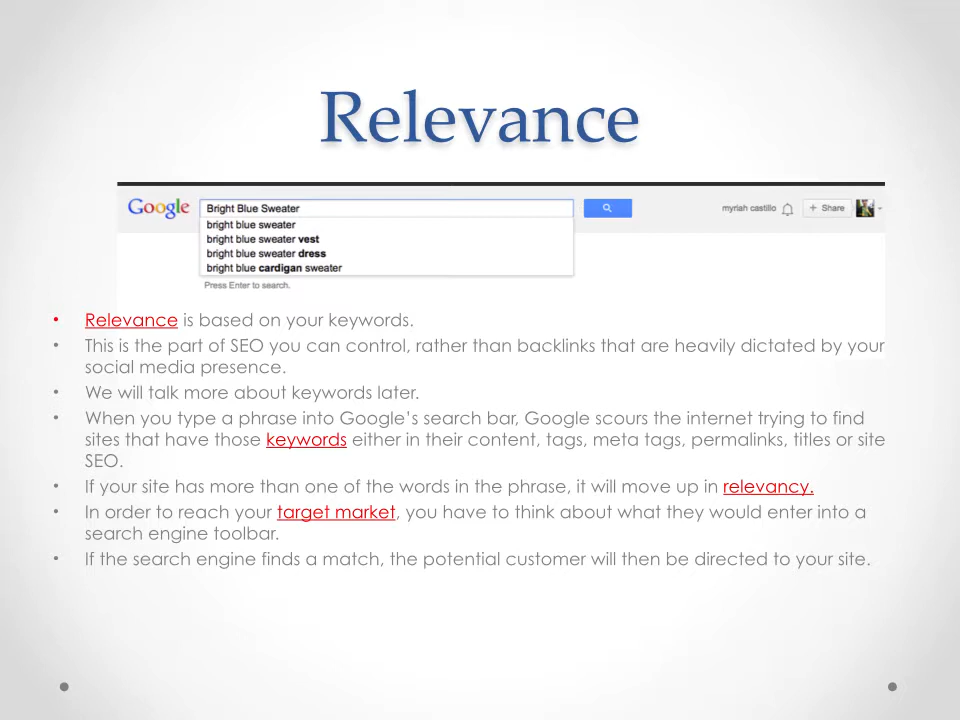 Relevance
Google
Bright Blue Sweater
myriah castillo
+ Share
bright blue sweater
bright blue sweater vest
bright blue sweater dress
bright blue cardigan sweater
Press Enter to search.
• Relevance is based on your keywords.
• This is the part of SEO you can control, rather than backlinks that are heavily dictated by your
social media presence.
• We will talk more about keywords later.
• When you type a phrase into Google’s search bar, Google scours the internet trying to find
sites that have those keywords either in their content, tags, meta tags, permalinks, titles or site
SEO.
• If your site has more than one of the words in the phrase, it will move up in relevancy.
• In order to reach your target market, you have to think about what they would enter into a
search engine toolbar.
• If the search engine finds a match, the potential customer will then be directed to your site.